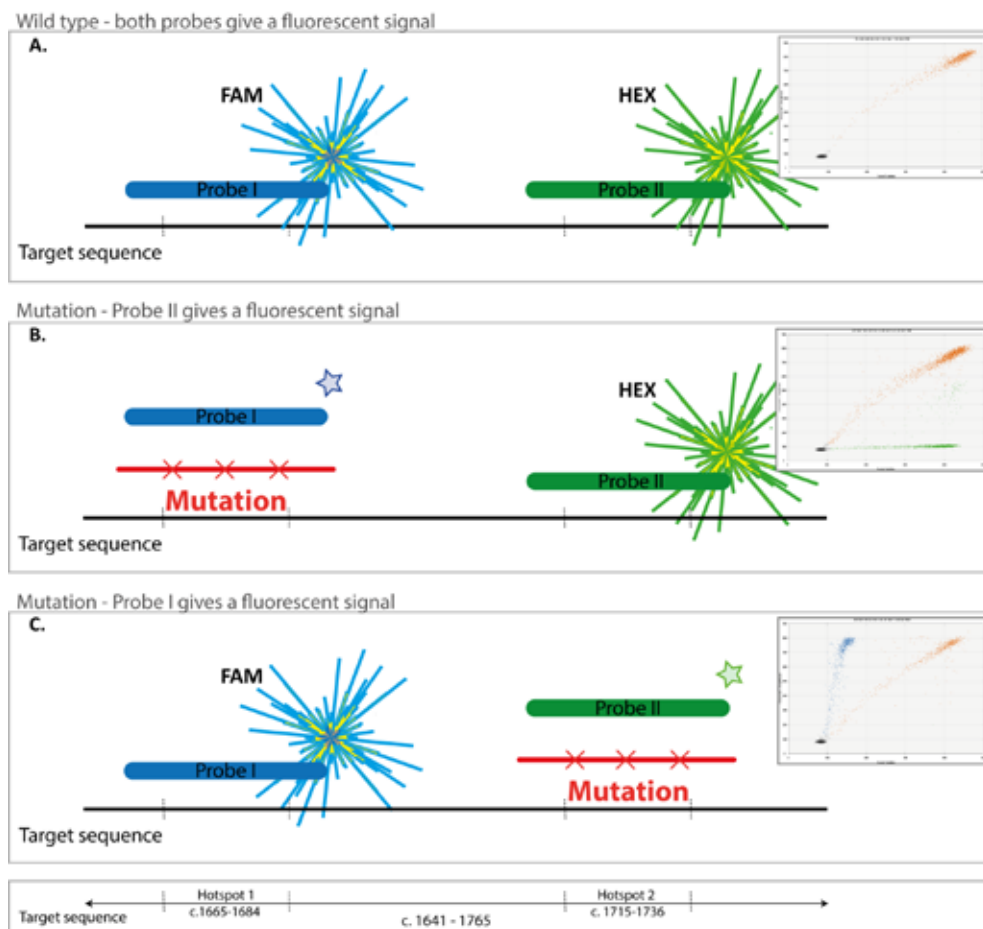 Wild type - both probes give a fluorescent signal
A.
FAM
HEX
Probe I
Probe II
Target sequence
Mutation - Probe II gives a fluorescent signal
B.
HEX
Probe I
Probe II
Mutation
Target sequence
Mutation - Probe I gives a fluorescent signal
C.
FAM
Probe II
Probe I
Mutation
Target sequence
Hotspot 1
Hotspot 2
c.1665-1684
c. 1715-1736
Target sequence
c. 1641 - 1765